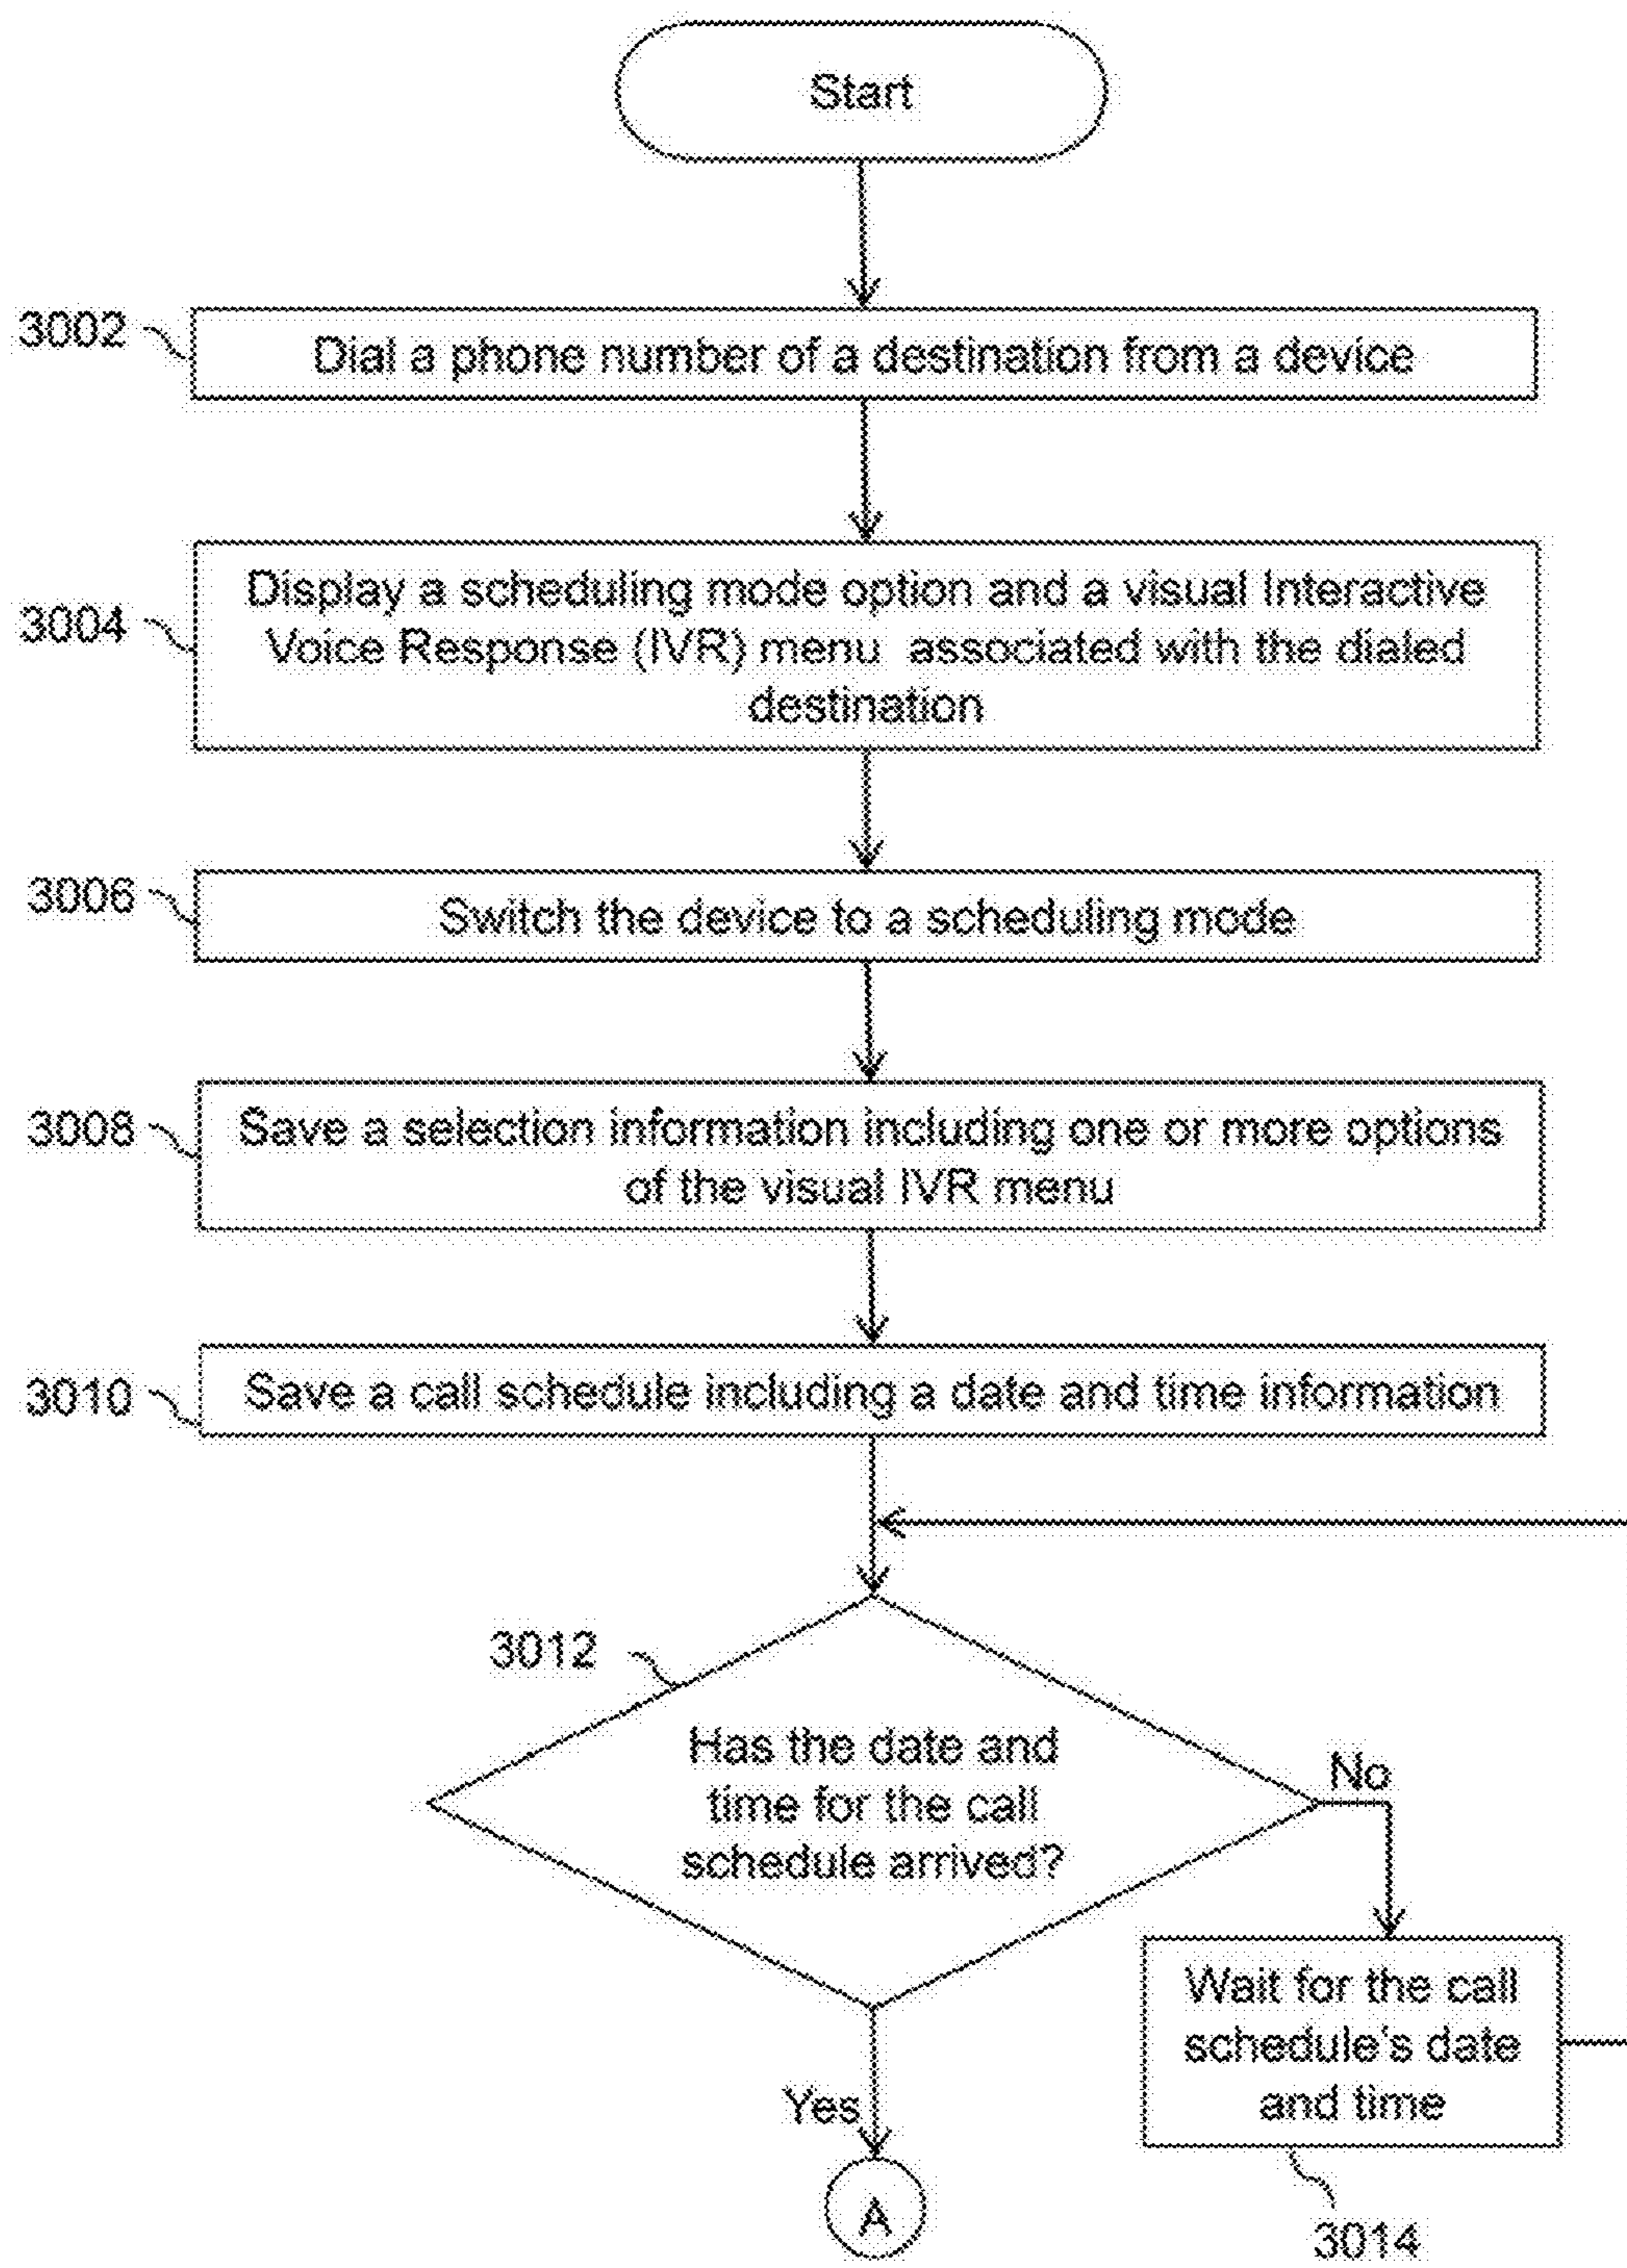 Start
3002
Dial a phone number of a destination from a device
3004
Display a scheduling mode option and a visual Interactive
Voice Response (IVR) menu associated with the dialed
destination
3006
Switch the device to a scheduling mode
3008
Save a selection information including one or more options
of the visual IVR menu
3010
Save a call schedule including a date and time information
3012
Has the date and
time for the call
schedule arrived?
No
Wait for the call
schedule's date
and time
Yes
A
3014